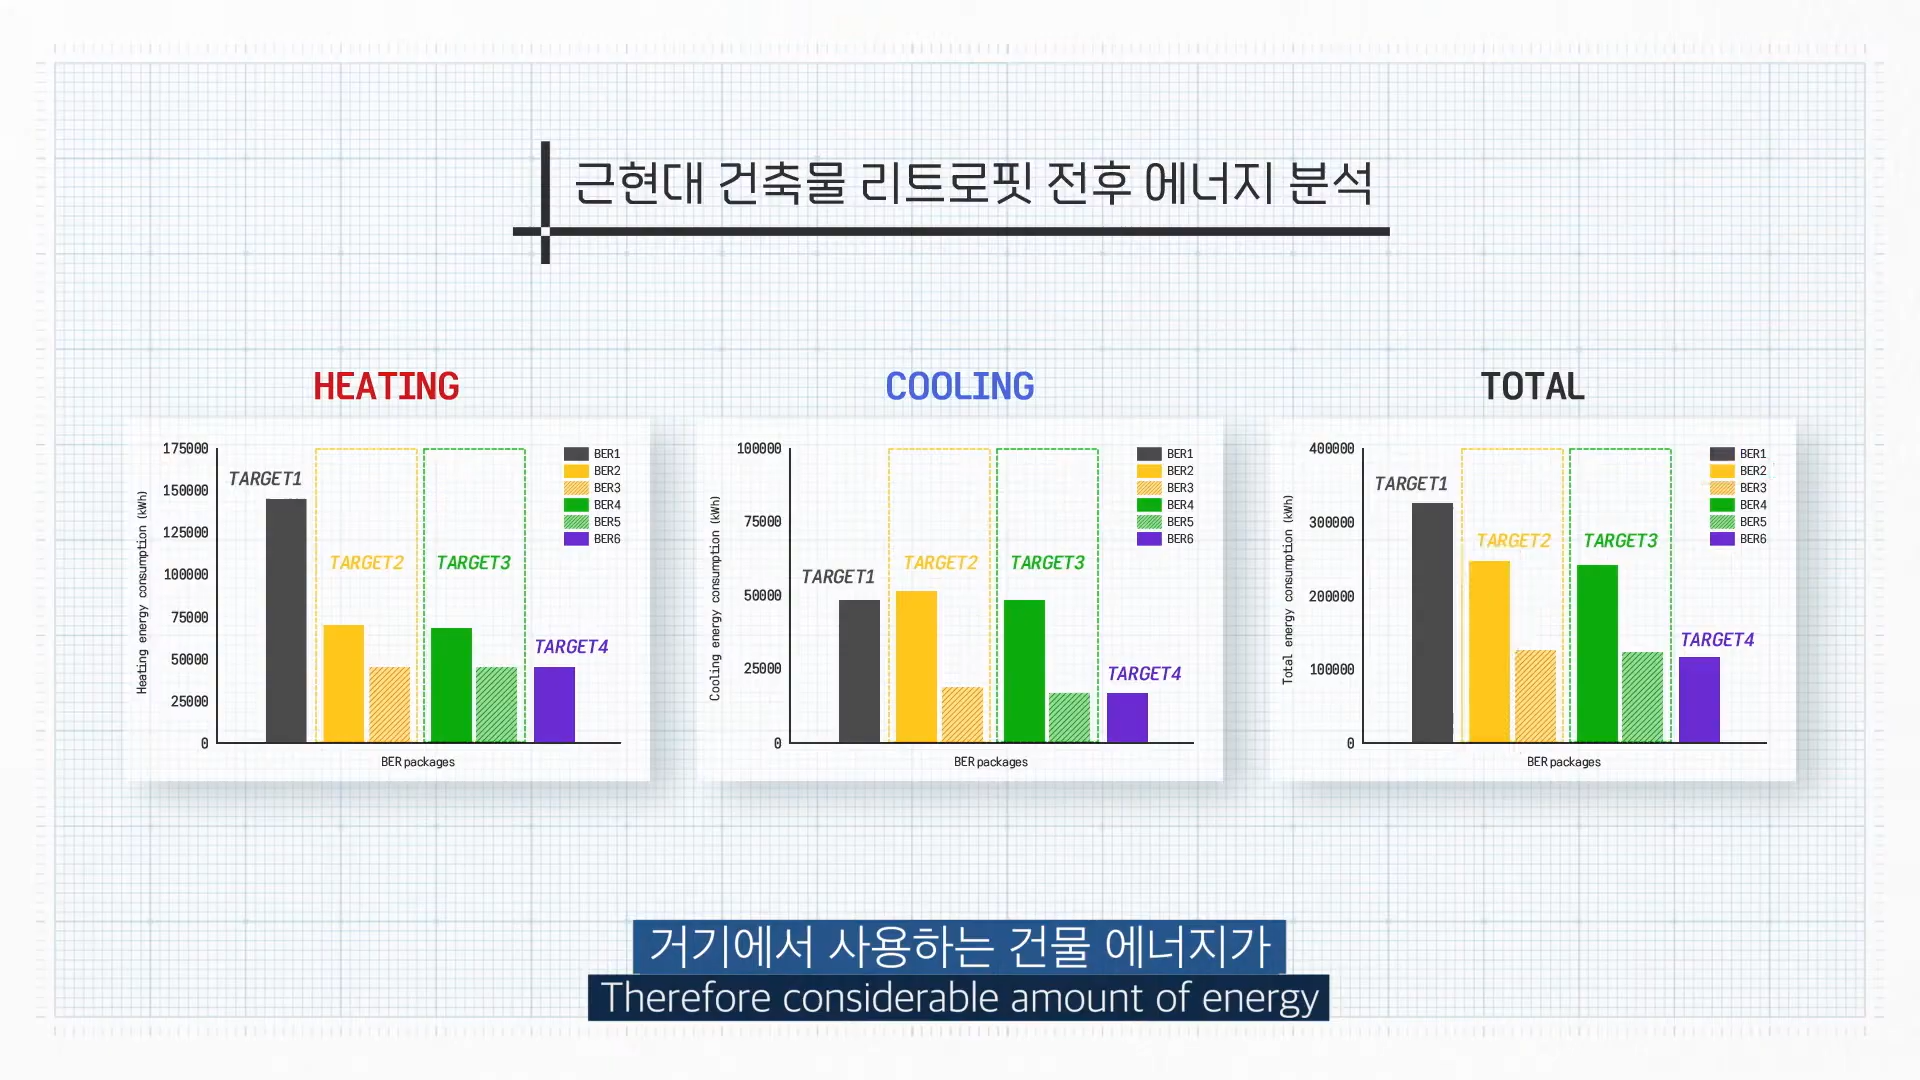 근현대 건축물 리트로핏 전후 에너지 분석
HEATING
175000
150000
125000
100000
75000
50000
25000
0
Heating energy consumption (kWh)
TARGET1
TARGET2
TARGET3
TARGET4
BER1
BER2
BER3
BER4
BER5
BER6
BER packages
COOLING
100000
75000
50000
25000
0
Cooling energy consumption (kWh)
TARGET1
TARGET2
TARGET3
TARGET4
BER1
BER2
BER3
BER4
BER5
BER6
BER packages
TOTAL
400000
300000
200000
100000
0
Total energy consumption (kWh)
TARGET1
TARGET2
TARGET3
TARGET4
BER1
BER2
BER3
BER4
BER5
BER6
BER packages
거기에서 사용하는 건물 에너지가
Therefore considerable amount of energy